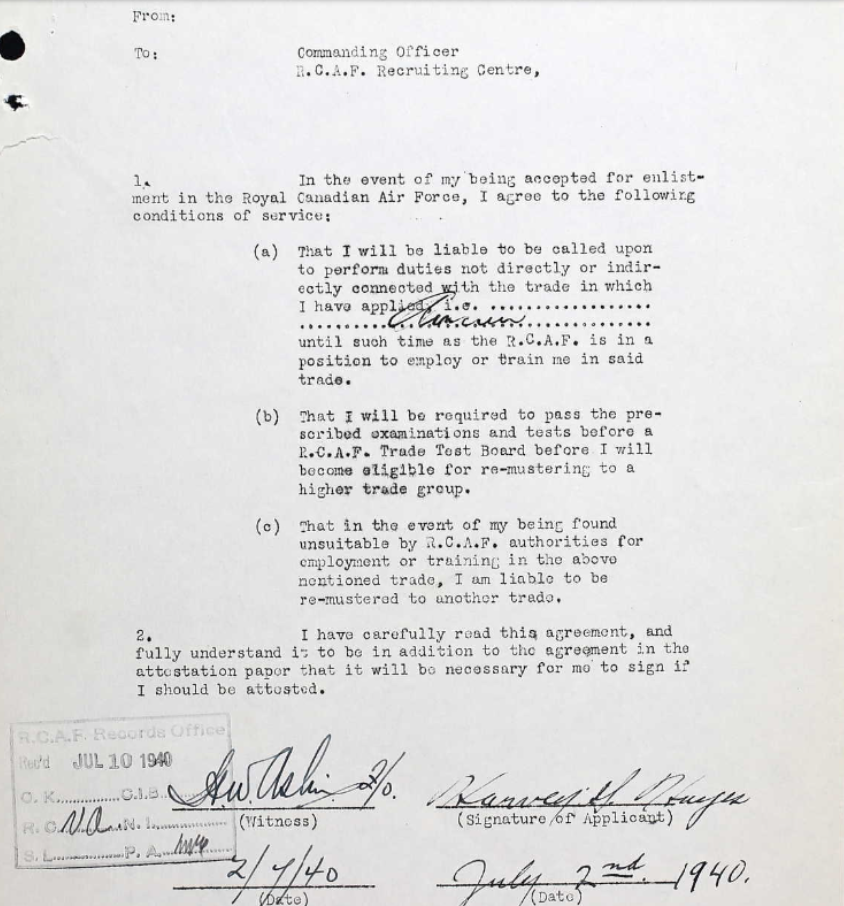 From:
To: Commanding Officer
R.C.A.F. Recruiting Centre,
1. In the event of my being accepted for enlist-
ment in the Royal Canadian Air Force, I agree to the following
conditions of service:
(a) That I will be liable to be called upon
to perform duties not directly or indir-
ectly connected with the trade in which
I have applied, i.e. ..................
..................
until such time as the R.C.A.F. is in a
position to employ or train me in said
trade.
(b) That I will be required to pass the pre-
scribed examinations and tests before a
R.C.A.F. Trade Test Board before I will
become eligible for re-mustering to a
higher trade group.
(c) That in the event of my being found
unsuitable by R.C.A.F. authorities for
employment or training in the above
mentioned trade, I am liable to be
re-mustered to another trade.
2. I have carefully read this agreement, and
fully understand it to be in addition to the agreement in the
attestation paper that it will be necessary for me to sign if
I should be attested.
R.C.A.F. Records Office
Rec'd JUL 10 1940
O. K..............C.I.B..........
R. C..........N. I..............
S. L..............P. A..........
F/O.
(Witness) (Signature of Applicant)
2/7/40 July 2nd. 1940.
(Date) (Date)